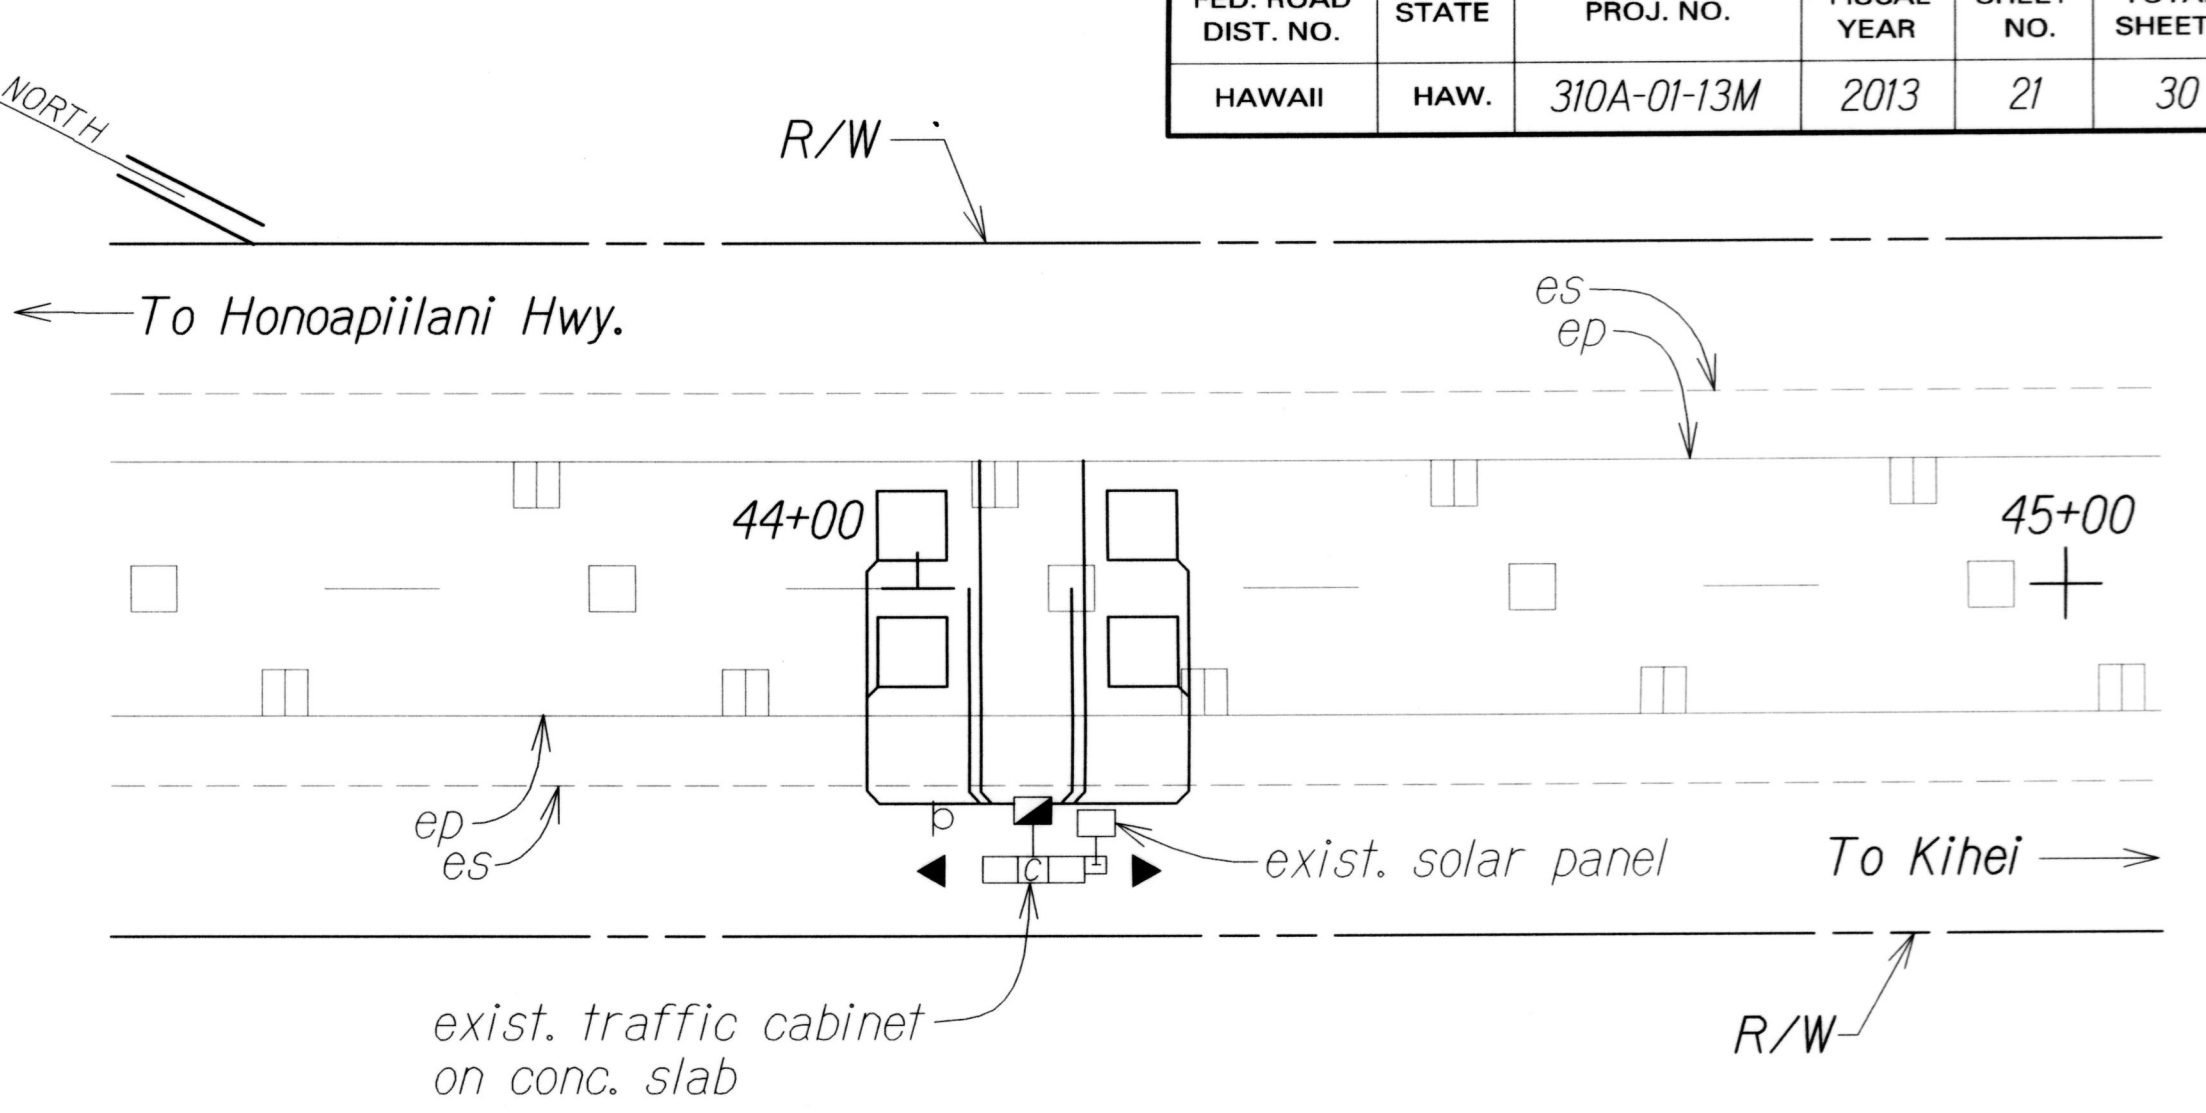 FED. ROAD DIST. NO. STATE PROJ. NO. FISCAL YEAR SHEET NO. TOTAL SHEET
HAWAII HAW. 310A-01-13M 2013 21 30
NORTH
R/W
To Honoapiilani Hwy.
es
ep
44+00
45+00
ep
es
C
exist. solar panel
To Kihei
exist. traffic cabinet
on conc. slab
R/W